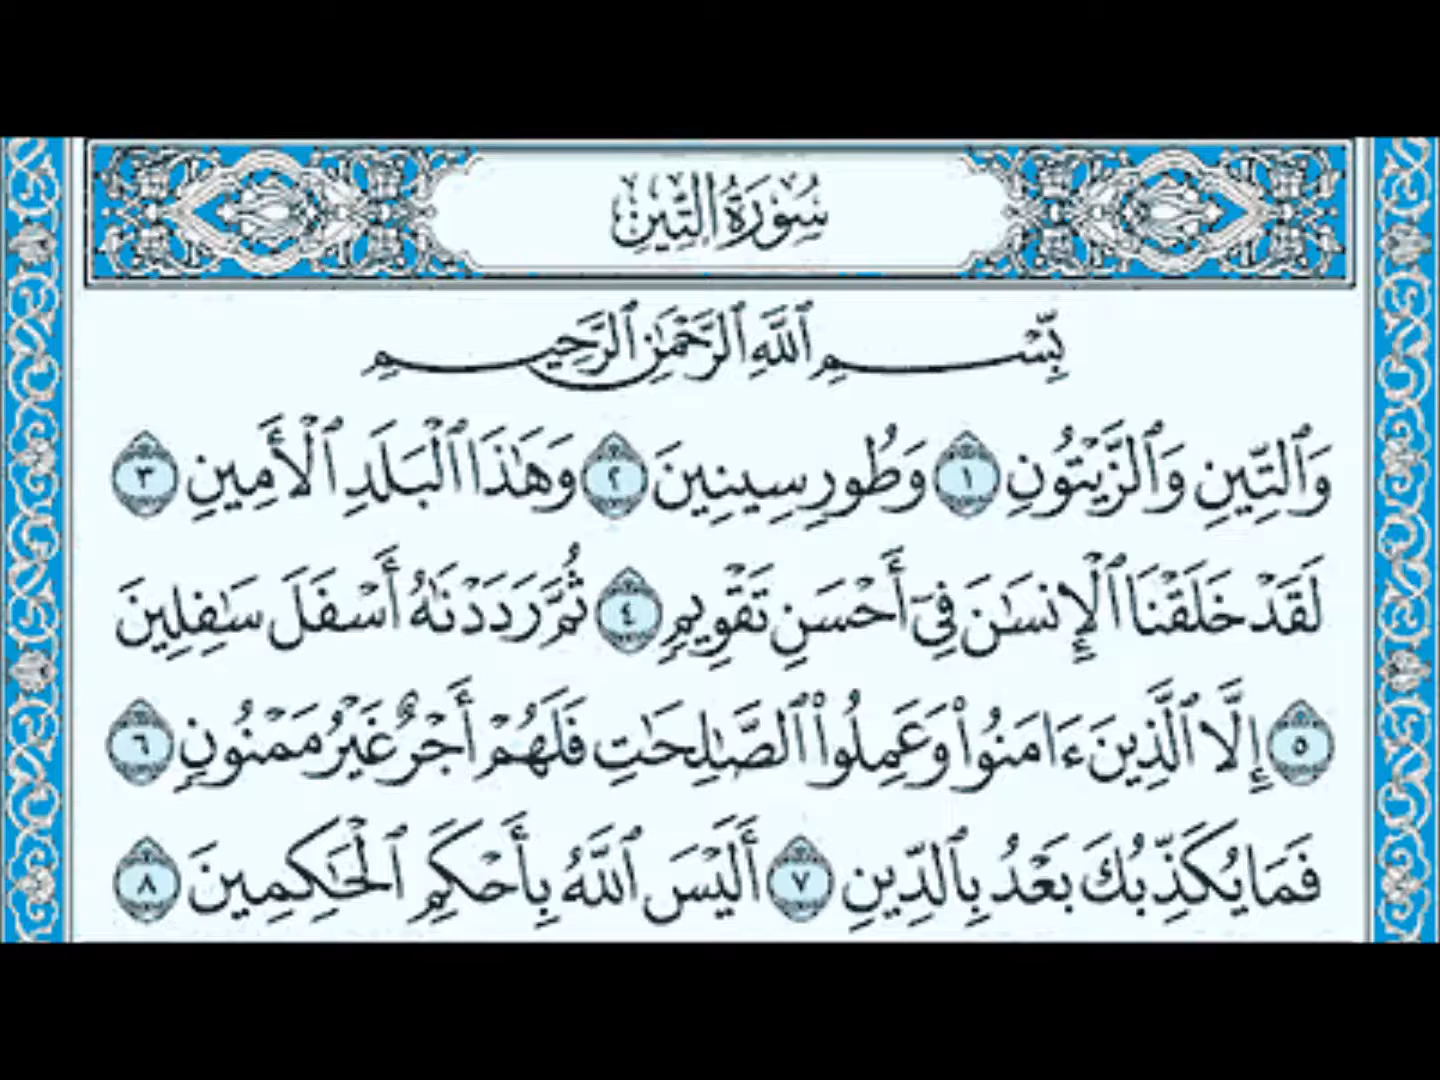 سُورَةُ التِّينِ
بِسْمِ ٱللَّهِ ٱلرَّحْمَٰنِ ٱلرَّحِيمِ
وَٱلتِّينِ وَٱلزَّيْتُونِ ١ وَطُورِ سِينِينَ ٢ وَهَٰذَا ٱلْبَلَدِ ٱلْأَمِينِ ٣
لَقَدْ خَلَقْنَا ٱلْإِنسَٰنَ فِىٓ أَحْسَنِ تَقْوِيمٍ ٤ ثُمَّ رَدَدْنَٰهُ أَسْفَلَ سَٰفِلِينَ
٥ إِلَّا ٱلَّذِينَ ءَامَنُوا۟ وَعَمِلُوا۟ ٱلصَّٰلِحَٰتِ فَلَهُمْ أَجْرٌ غَيْرُ مَمْنُونٍ ٦
فَمَا يُكَذِّبُكَ بَعْدُ بِٱلدِّينِ ٧ أَلَيْسَ ٱللَّهُ بِأَحْكَمِ ٱلْحَٰكِمِينَ ٨